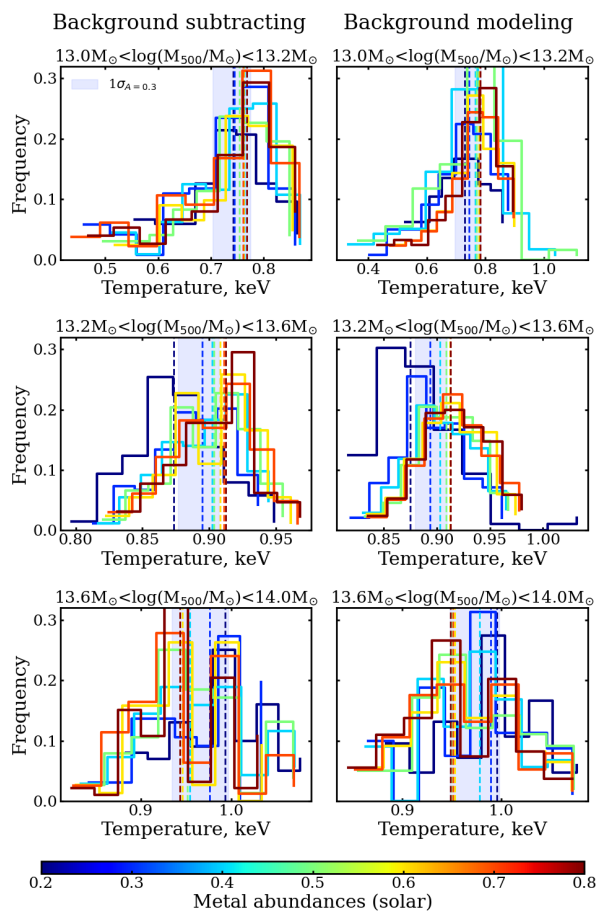 Background subtracting Background modeling
13.0M⊙<log(M500/M⊙)<13.2M⊙ 13.0M⊙<log(M500/M⊙)<13.2M⊙
0.3 0.3
1σA=0.3
0.2 0.2
Frequency Frequency
0.1 0.1
0.0 0.0
0.5 0.6 0.7 0.8 0.4 0.6 0.8 1.0
Temperature, keV Temperature, keV
13.2M⊙<log(M500/M⊙)<13.6M⊙ 13.2M⊙<log(M500/M⊙)<13.6M⊙
0.3 0.3
0.2 0.2
Frequency Frequency
0.1 0.1
0.0 0.0
0.80 0.85 0.90 0.95 0.85 0.90 0.95 1.00
Temperature, keV Temperature, keV
13.6M⊙<log(M500/M⊙)<14.0M⊙ 13.6M⊙<log(M500/M⊙)<14.0M⊙
0.3 0.3
0.2 0.2
Frequency Frequency
0.1 0.1
0.0 0.0
0.9 1.0 0.9 1.0
Temperature, keV Temperature, keV
0.2 0.3 0.4 0.5 0.6 0.7 0.8
Metal abundances (solar)